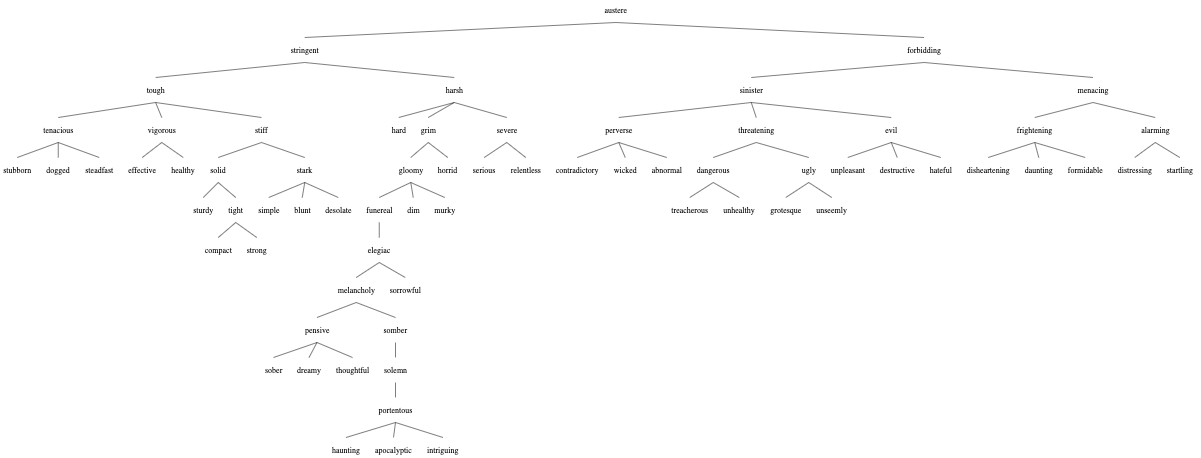 austere
stringent forbidding
tough harsh sinister menacing
tenacious vigorous stiff hard grim severe perverse threatening evil frightening alarming
stubborn dogged steadfast effective healthy solid stark gloomy horrid serious relentless contradictory wicked abnormal dangerous ugly unpleasant destructive hateful disheartening daunting formidable distressing startling
sturdy tight simple blunt desolate funereal dim murky treacherous unhealthy grotesque unseemly
compact strong elegiac
melancholy sorrowful
pensive somber
sober dreamy thoughtful solemn
portentous
haunting apocalyptic intriguing